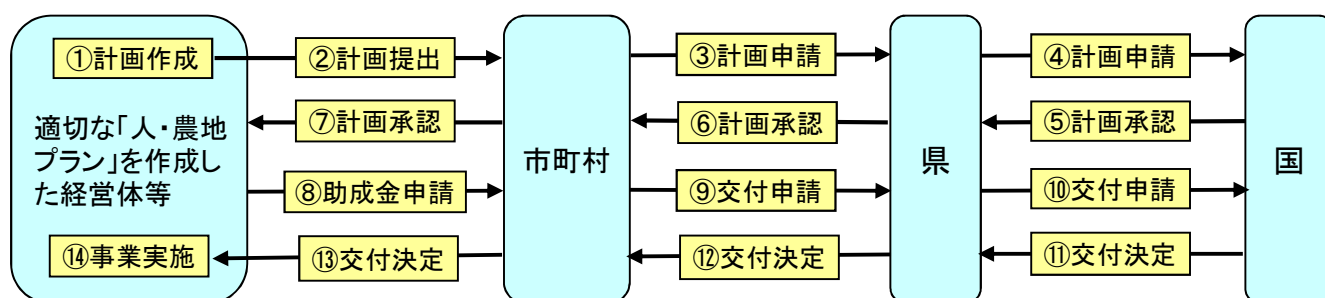 ①計画作成
②計画提出
③計画申請
④計画申請
適切な「人・農地
プラン」を作成し
た経営体等
⑦計画承認
市町村
⑥計画承認
県
⑤計画承認
国
⑧助成金申請
⑨交付申請
⑩交付申請
⑭事業実施
⑬交付決定
⑫交付決定
⑪交付決定